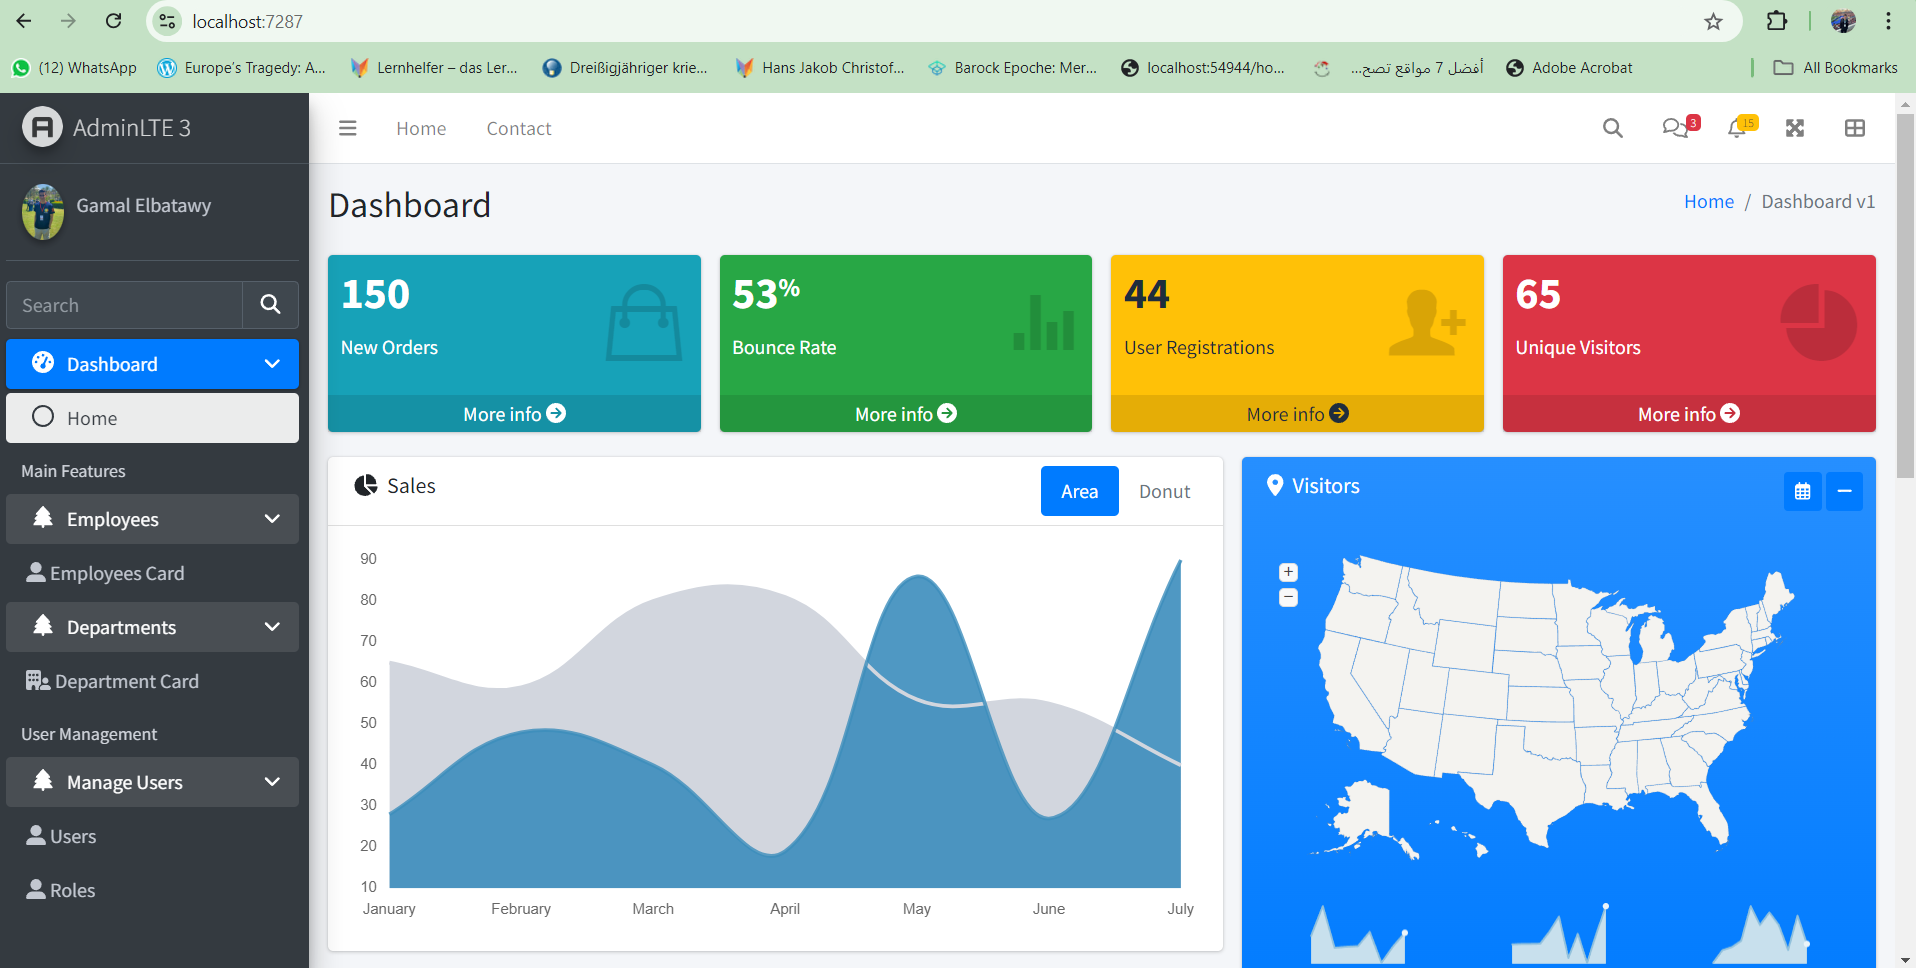 localhost:7287
(12) WhatsApp
Europe's Tragedy: A...
Lernhelfer – das Ler...
Dreißigjähriger krie...
Hans Jakob Christof...
Barock Epoche: Mer...
localhost:54944/ho...
أفضل 7 مواقع تصح...
Adobe Acrobat
All Bookmarks
AdminLTE 3
Home
Contact
3
15
Gamal Elbatawy
Search
Dashboard
Home
Main Features
Employees
Employees Card
Departments
Department Card
User Management
Manage Users
Users
Roles
Dashboard
Home / Dashboard v1
150
New Orders
More info
53%
Bounce Rate
More info
44
User Registrations
More info
65
Unique Visitors
More info
Sales
Area
Donut
90
80
70
60
50
40
30
20
10
January
February
March
April
May
June
July
Visitors
+
−